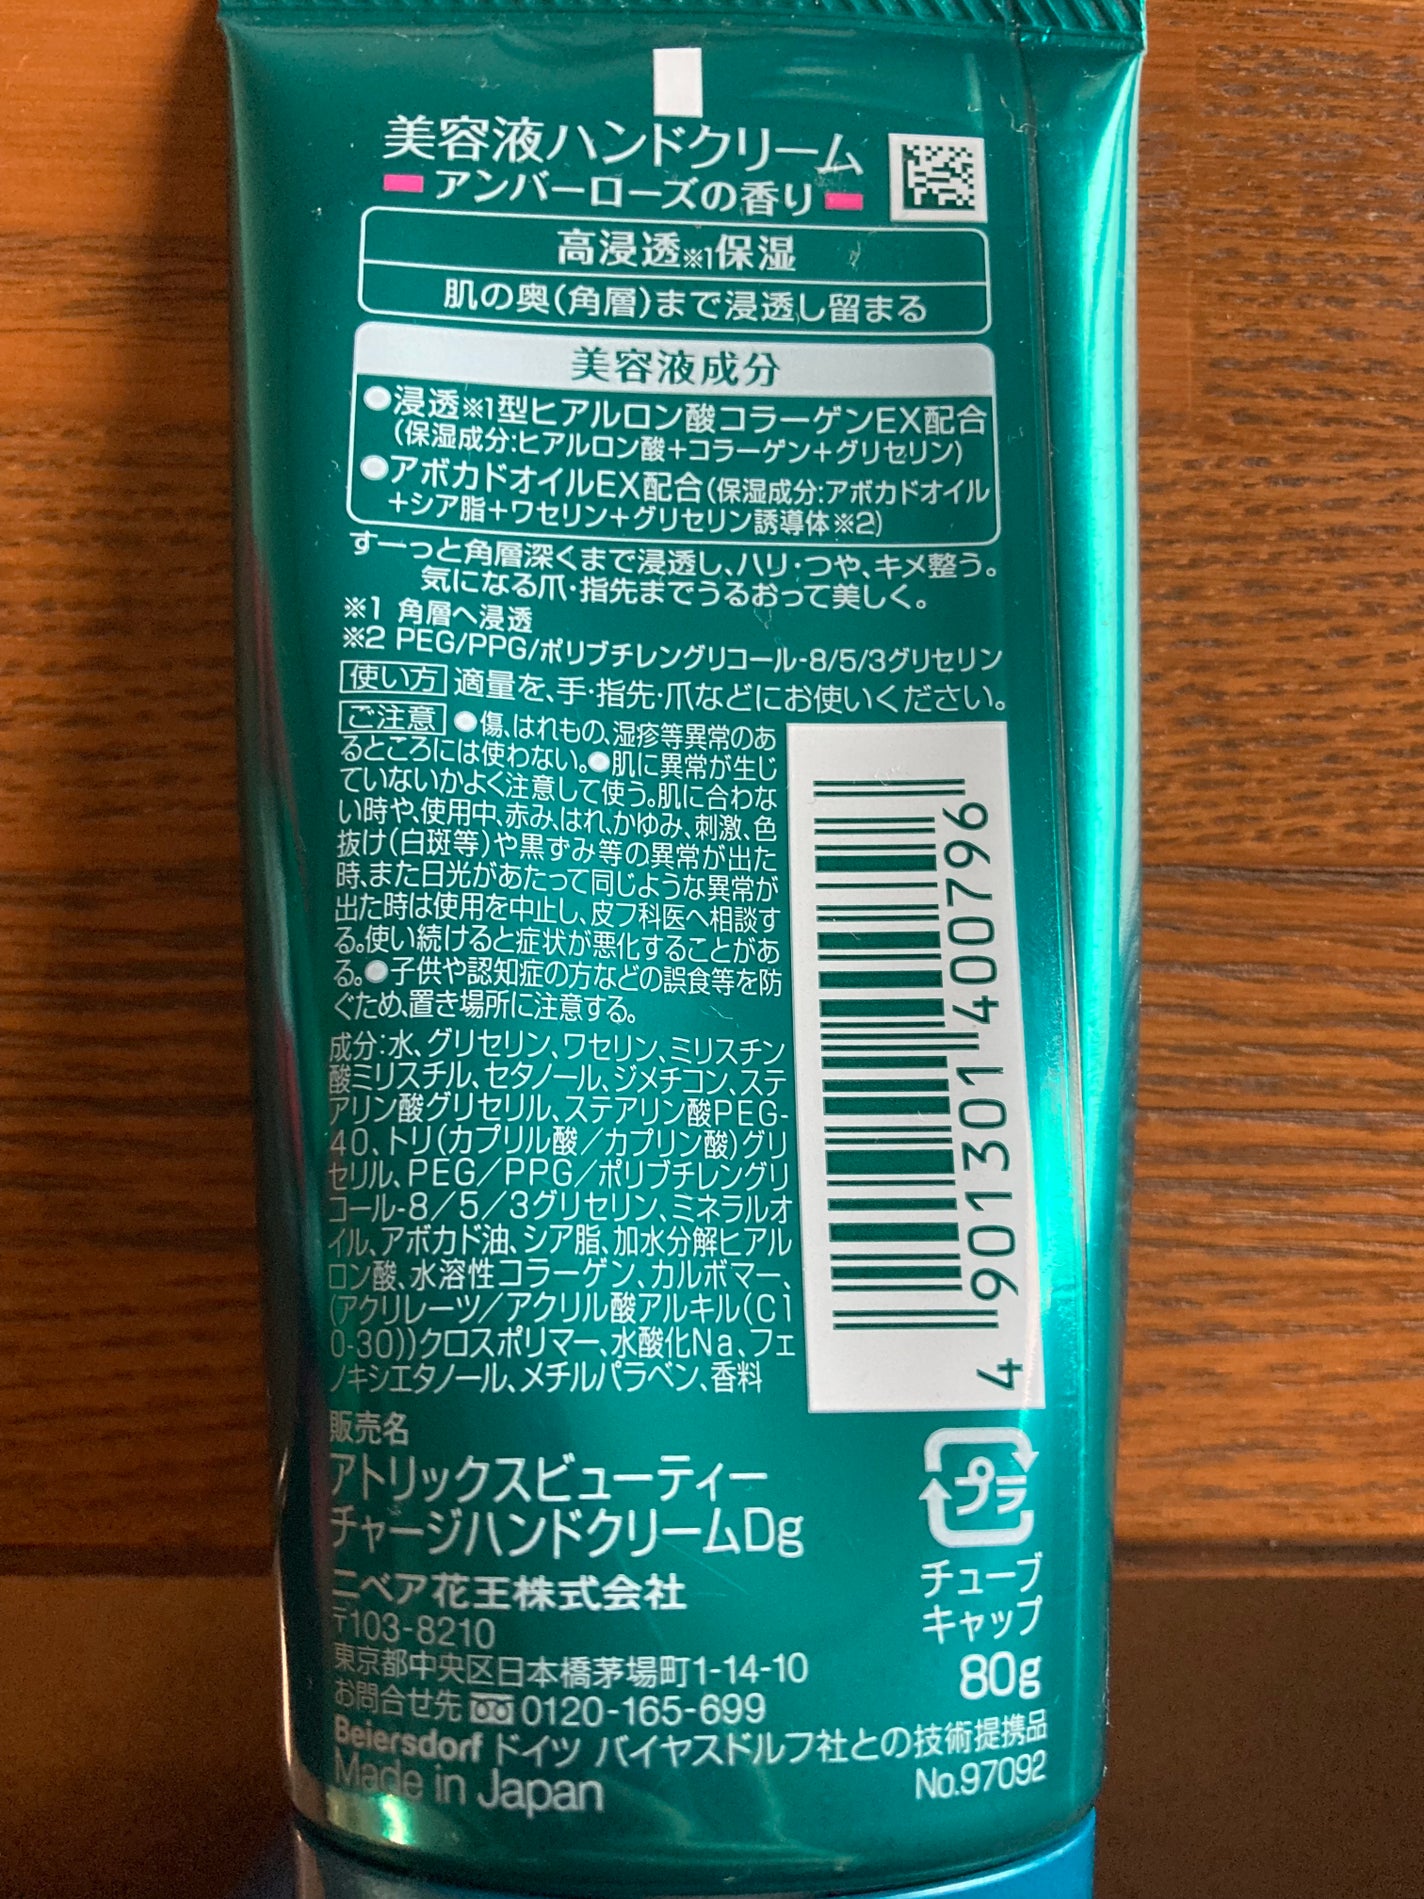 美容液ハンドクリーム
アンバーローズの香り
高浸透※1保湿
肌の奥(角層)まで浸透し留まる
美容液成分
●浸透※1型ヒアルロン酸コラーゲンEX配合
(保湿成分:ヒアルロン酸+コラーゲン+グリセリン)
●アボカドオイルEX配合(保湿成分:アボカドオイル
+シア脂+ワセリン+グリセリン誘導体※2)
すーっと角層深くまで浸透し、ハリ・つや、キメ整う。
気になる爪・指先までうるおって美しく。
※1 角層へ浸透
※2 PEG/PPG/ポリブチレングリコール-8/5/3グリセリン
使い方 適量を、手・指先・爪などにお使いください。
ご注意 ●傷、はれもの、湿疹等異常のあ
るところには使わない。●肌に異常が生じ
ていないかよく注意して使う。肌に合わな
い時や、使用中、赤み、はれ、かゆみ、刺激、色
抜け(白斑等)や黒ずみ等の異常が出た
時、また日光があたって同じような異常が
出た時は使用を中止し、皮フ科医へ相談す
る。使い続けると症状が悪化することがあ
る。●子供や認知症の方などの誤食等を防
ぐため、置き場所に注意する。
成分:水、グリセリン、ワセリン、ミリスチン
酸ミリスチル、セタノール、ジメチコン、ステ
アリン酸グリセリル、ステアリン酸PEG-
40、トリ(カプリル酸/カプリン酸)グリ
セリル、PEG/PPG/ポリブチレングリ
コール-8/5/3グリセリン、ミネラルオ
イル、アボカド油、シア脂、加水分解ヒアル
ロン酸、水溶性コラーゲン、カルボマー、
(アクリレーツ/アクリル酸アルキル(C1
0-30))クロスポリマー、水酸化Na、フェ
ノキシエタノール、メチルパラベン、香料
4 901301 400796
販売名
アトリックスビューティー
チャージハンドクリームDg
ニベア花王株式会社
〒103-8210
東京都中央区日本橋茅場町1-14-10
お問合せ先 0120-165-699
Beiersdorf ドイツ バイヤスドルフ社との技術提携品
Made in Japan
プラ
チューブ
キャップ
80g
No.97092